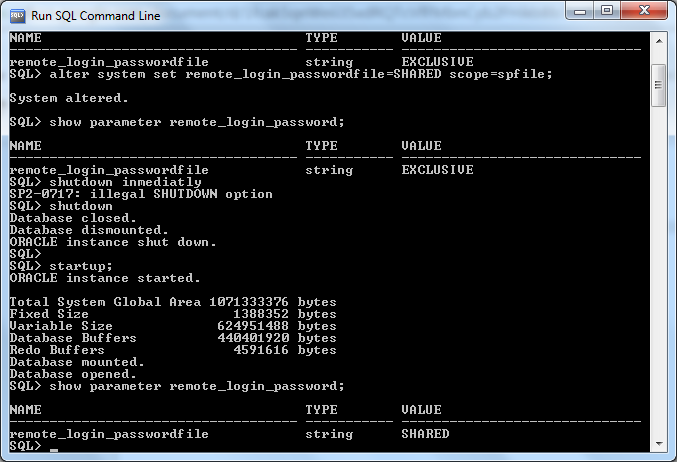 Run SQL Command Line
NAME TYPE VALUE
------------------------------------ ----------- ------------------------------
remote_login_passwordfile string EXCLUSIVE
SQL> alter system set remote_login_passwordfile=SHARED scope=spfile;
System altered.
SQL> show parameter remote_login_password;
NAME TYPE VALUE
------------------------------------ ----------- ------------------------------
remote_login_passwordfile string EXCLUSIVE
SQL> shutdown inmediatly
SP2-0717: illegal SHUTDOWN option
SQL> shutdown
Database closed.
Database dismounted.
ORACLE instance shut down.
SQL>
SQL> startup;
ORACLE instance started.
Total System Global Area 1071333376 bytes
Fixed Size 1388352 bytes
Variable Size 624951488 bytes
Database Buffers 440401920 bytes
Redo Buffers 4591616 bytes
Database mounted.
Database opened.
SQL> show parameter remote_login_password;
NAME TYPE VALUE
------------------------------------ ----------- ------------------------------
remote_login_passwordfile string SHARED
SQL> _